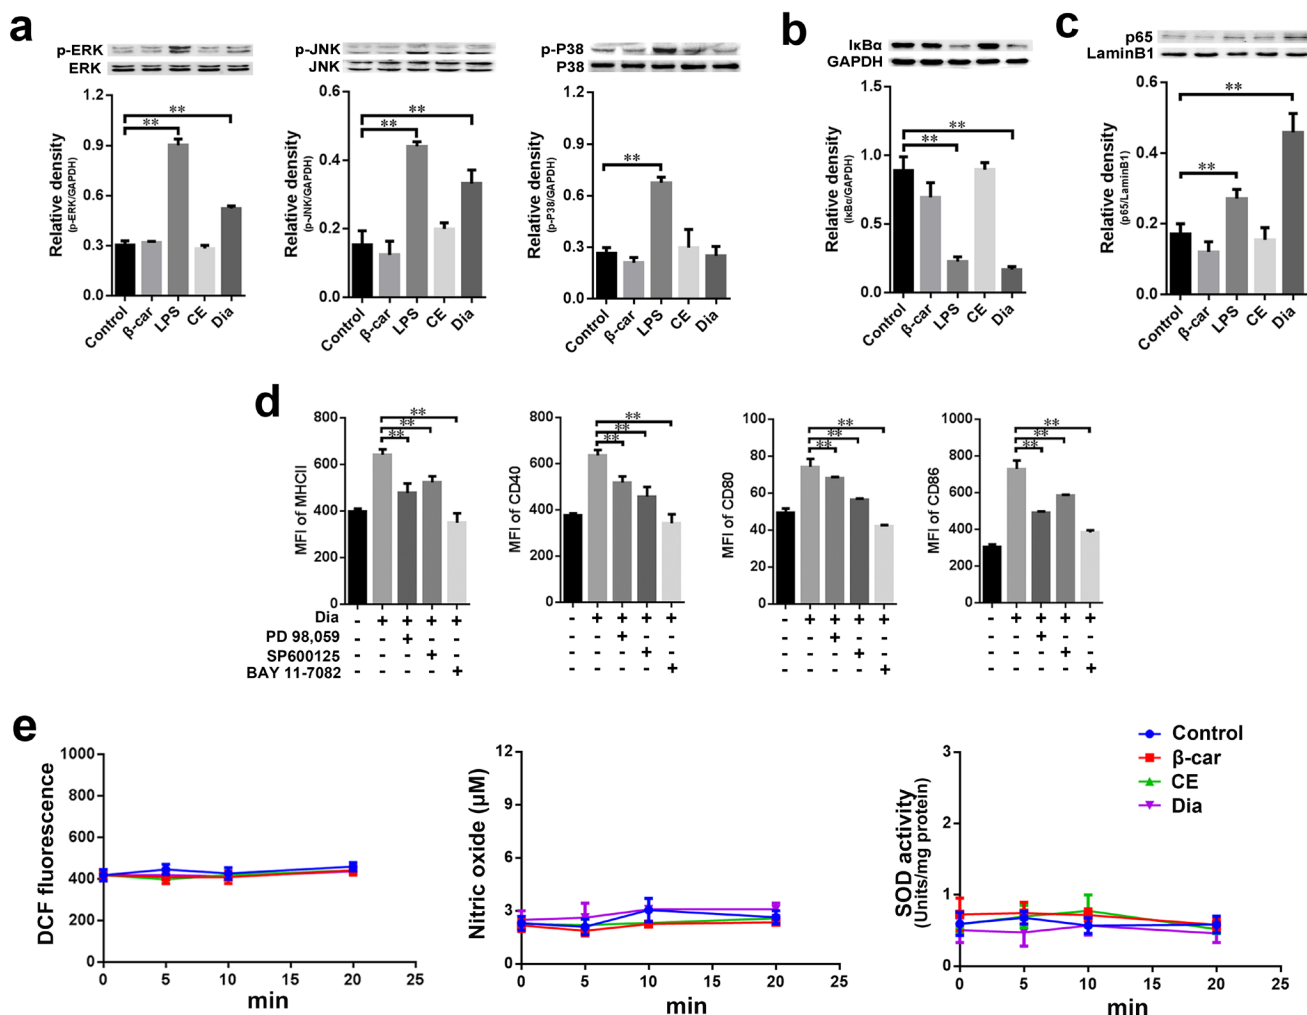 a
p-ERK
ERK
1.2
0.9
0.6
0.3
0.0
Relative density
(p-ERK/GAPDH)
**
**
Control
β-car
LPS
CE
Dia
p-JNK
JNK
0.6
0.4
0.2
0.0
Relative density
(p-JNK/GAPDH)
**
**
Control
β-car
LPS
CE
Dia
p-P38
P38
1.2
0.9
0.6
0.3
0.0
Relative density
(p-P38/GAPDH)
**
Control
β-car
LPS
CE
Dia
b
IκBα
GAPDH
1.5
1.0
0.5
0.0
Relative density
(IκBα/GAPDH)
**
**
Control
β-car
LPS
CE
Dia
c
p65
LaminB1
0.6
0.4
0.2
0.0
Relative density
(p65/LaminB1)
**
**
Control
β-car
LPS
CE
Dia
d
800
600
400
200
0
MFI of MHCII
**
**
**
800
600
400
200
0
MFI of CD40
**
**
**
80
60
40
20
0
MFI of CD80
**
**
**
1000
800
600
400
200
0
MFI of CD86
**
**
**
Dia - + + + + - + + + + - + + + + - + + + +
PD 98,059 - - + - - - - + - - - - + - - - - + - -
SP600125 - - - + - - - - + - - - - + - - - - + -
BAY 11-7082 - - - - + - - - - + - - - - + - - - - +
e
1000
800
600
400
200
0
DCF fluorescence
0 5 10 15 20 25
min
12
9
6
3
0
Nitric oxide (μM)
0 5 10 15 20 25
min
3
2
1
0
SOD activity
(Units/mg protein)
0 5 10 15 20 25
min
Control
β-car
CE
Dia